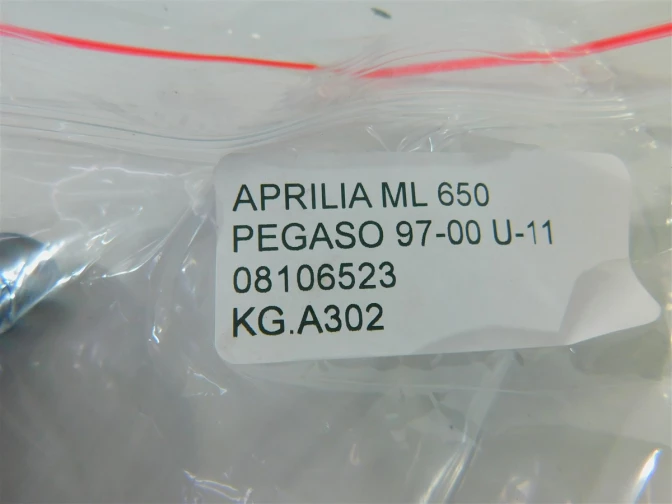 APRILIA ML 650
PEGASO 97-00 U-11
08106523
KG.A302